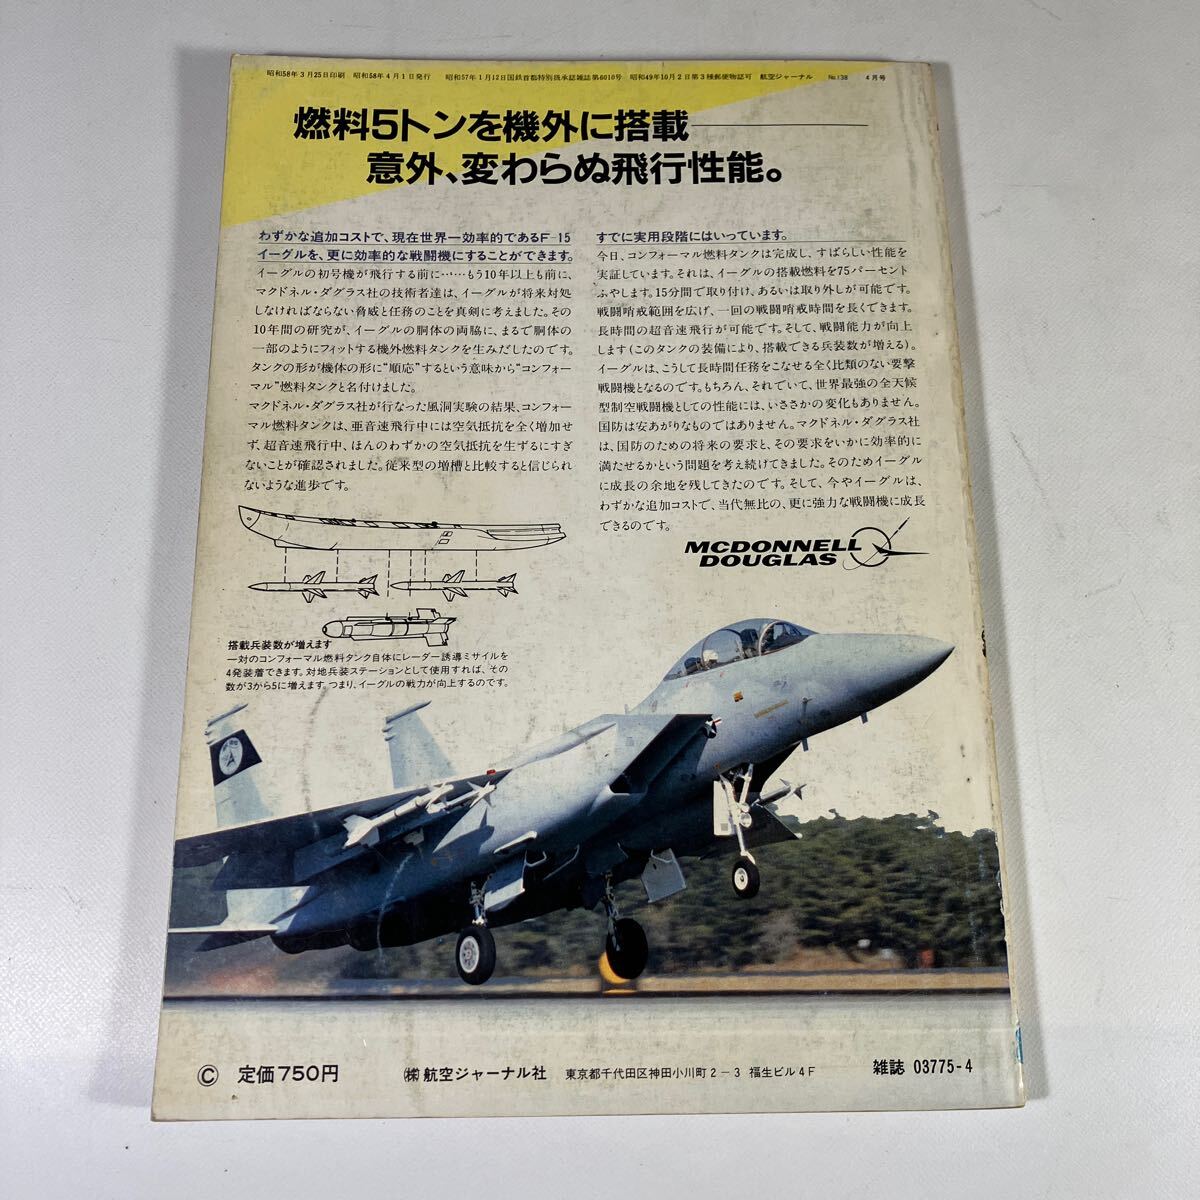 昭和58年3月25日印刷 昭和58年4月1日発行 昭和57年1月12日国鉄首都特別扱承認雑誌第6010号 昭和49年10月2日第3種郵便物認可 航空ジャーナル No.138 4月号
燃料5トンを機外に搭載
意外、変わらぬ飛行性能。
わずかな追加コストで、現在世界一効率的であるF-15
イーグルを、更に効率的な戦闘機にすることができます。
イーグルの初号機が飛行する前に……もう10年以上も前に、
マクドネル・ダグラス社の技術者達は、イーグルが将来対処
しなければならない脅威と任務のことを真剣に考えました。その
10年間の研究が、イーグルの胴体の両脇に、まるで胴体の
一部のようにフィットする機外燃料タンクを生みだしたのです。
タンクの形が機体の形に“順応”するという意味から“コンフォー
マル”燃料タンクと名付けました。
マクドネル・ダグラス社が行なった風洞実験の結果、コンフォー
マル燃料タンクは、亜音速飛行中には空気抵抗を全く増加せ
ず、超音速飛行中、ほんのわずかの空気抵抗を生ずるにすぎ
ないことが確認されました。従来型の増槽と比較すると信じられ
ないような進歩です。
搭載兵装数が増えます
一対のコンフォーマル燃料タンク自体にレーダー誘導ミサイルを
4発装着できます。対地兵装ステーションとして使用すれば、その
数が3から5に増えます。つまり、イーグルの戦力が向上するのです。
すでに実用段階にはいっています。
今日、コンフォーマル燃料タンクは完成し、すばらしい性能を
実証しています。それは、イーグルの搭載燃料を75パーセント
ふやします。15分間で取り付け、あるいは取り外しが可能です。
戦闘哨戒範囲を広げ、一回の戦闘哨戒時間を長くできます。
長時間の超音速飛行が可能です。そして、戦闘能力が向上
します(このタンクの装備により、搭載できる兵装数が増える)。
イーグルは、こうして長時間任務をこなせる全く比類のない要撃
戦闘機となるのです。もちろん、それでいて、世界最強の全天候
型制空戦闘機としての性能には、いささかの変化もありません。
国防は安あがりなものではありません。マクドネル・ダグラス社
は、国防のための将来の要求と、その要求をいかに効率的に
満たせるかという問題を考え続けてきました。そのためイーグル
に成長の余地を残してきたのです。そして、今やイーグルは、
わずかな追加コストで、当代無比の、更に強力な戦闘機に成長
できるのです。
MCDONNELL
DOUGLAS
Ⓒ 定価750円 ㈱航空ジャーナル社 東京都千代田区神田小川町2-3 福生ビル4F 雑誌 03775-4